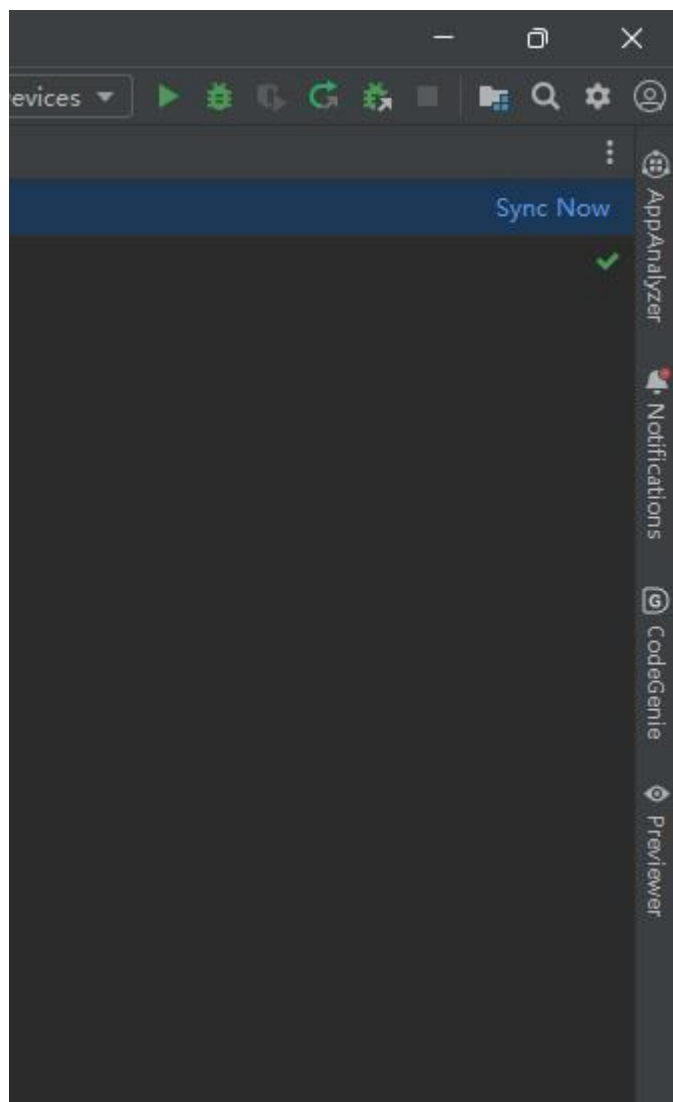 evices
Sync Now
AppAnalyzer
Notifications
G CodeGenie
Previewer